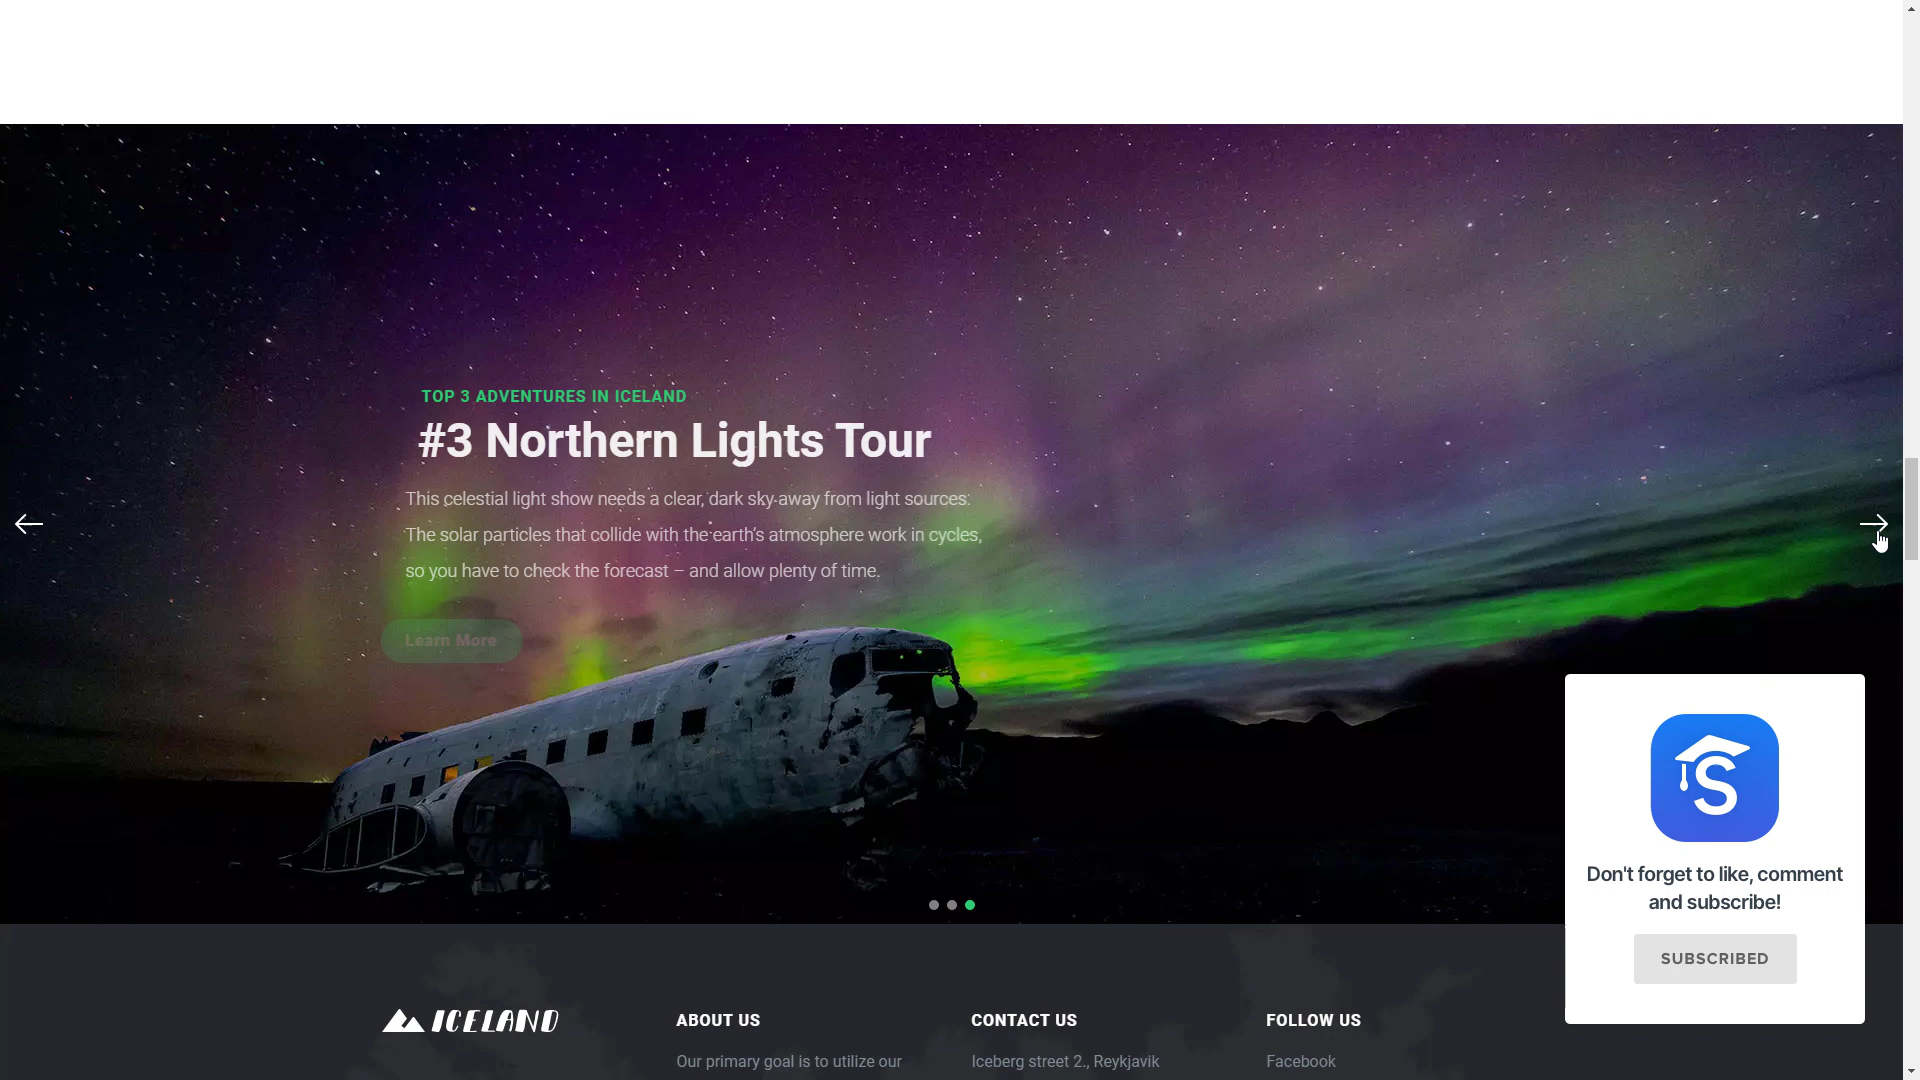 TOP 3 ADVENTURES IN ICELAND
#3 Northern Lights Tour
This celestial light show needs a clear, dark sky away from light sources.
The solar particles that collide with the earth's atmosphere work in cycles,
so you have to check the forecast – and allow plenty of time.
Learn More
S
Don't forget to like, comment
and subscribe!
SUBSCRIBED
ICELAND
ABOUT US
Our primary goal is to utilize our
CONTACT US
Iceberg street 2., Reykjavik
FOLLOW US
Facebook